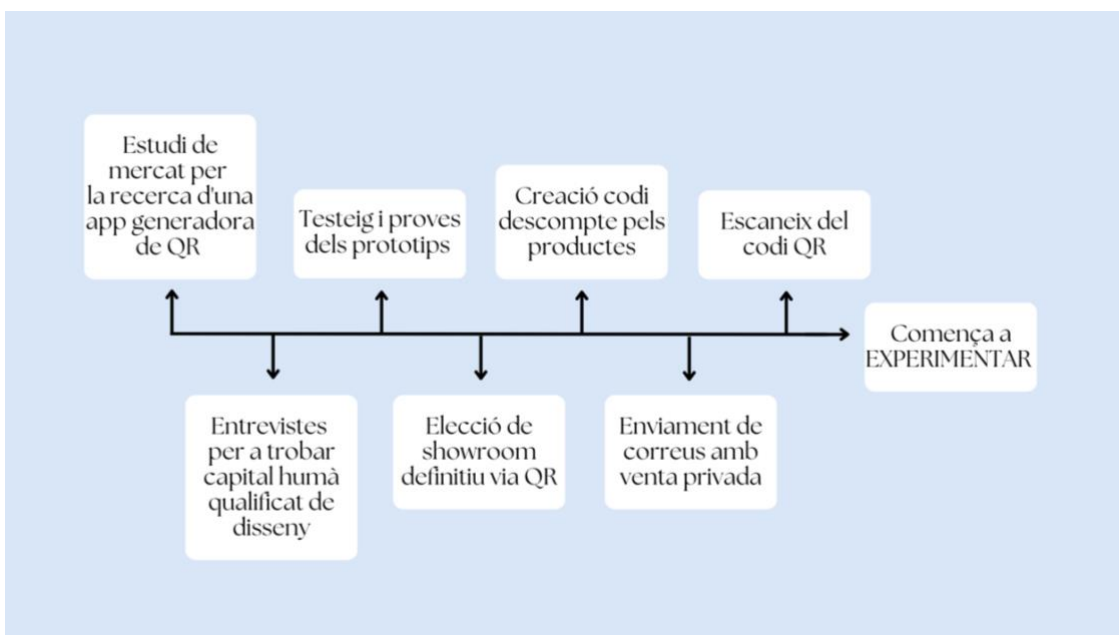 Estudi de
mercat per
la recerca d'una
app generadora
de QR
Entrevistes
per a trobar
capital humà
qualificat de
disseny
Testeig i proves
dels prototips
Elecció de
showroom
definitiu via QR
Creació codi
descompte pels
productes
Enviament de
correus amb
venta privada
Escaneix del
codi QR
Comença a
EXPERIMENTAR